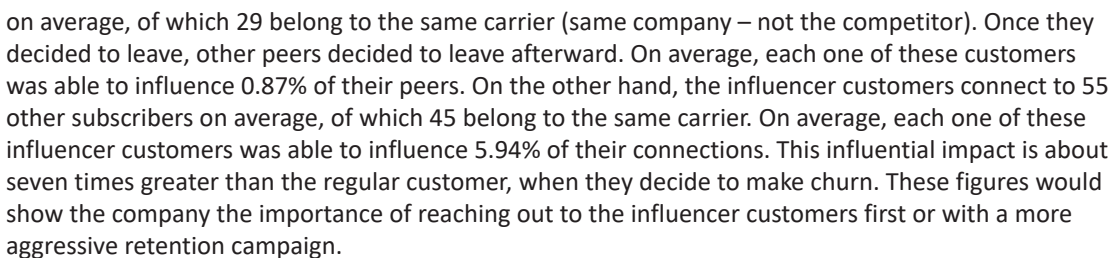 on average, of which 29 belong to the same carrier (same company – not the competitor). Once they
decided to leave, other peers decided to leave afterward. On average, each one of these customers
was able to influence 0.87% of their peers. On the other hand, the influencer customers connect to 55
other subscribers on average, of which 45 belong to the same carrier. On average, each one of these
influencer customers was able to influence 5.94% of their connections. This influential impact is about
seven times greater than the regular customer, when they decide to make churn. These figures would
show the company the importance of reaching out to the influencer customers first or with a more
aggressive retention campaign.